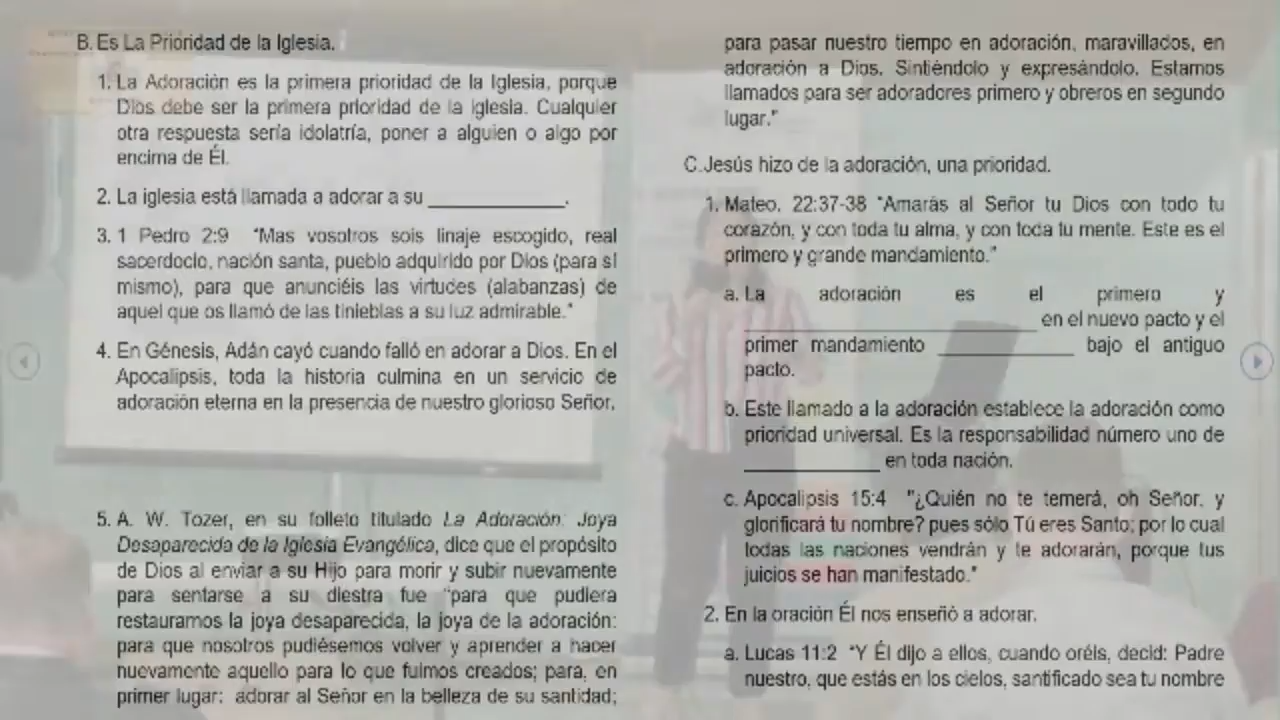 B. Es La Prioridad de la Iglesia.
1. La Adoración es la primera prioridad de la Iglesia, porque
Dios debe ser la primera prioridad de la iglesia. Cualquier
otra respuesta sería idolatría, poner a alguien o algo por
encima de Él.
2. La iglesia está llamada a adorar a su ____________.
3. 1 Pedro 2:9 "Mas vosotros sois linaje escogido, real
sacerdocio, nación santa, pueblo adquirido por Dios (para sí
mismo), para que anunciéis las virtudes (alabanzas) de
aquel que os llamó de las tinieblas a su luz admirable."
4. En Génesis, Adán cayó cuando falló en adorar a Dios. En el
Apocalipsis, toda la historia culmina en un servicio de
adoración eterna en la presencia de nuestro glorioso Señor.
5. A. W. Tozer, en su folleto titulado La Adoración: Joya
Desaparecida de la Iglesia Evangélica, dice que el propósito
de Dios al enviar a su Hijo para morir y subir nuevamente
para sentarse a su diestra fue "para que pudiera
restauramos la joya desaparecida, la joya de la adoración:
para que nosotros pudiésemos volver y aprender a hacer
nuevamente aquello para lo que fuimos creados; para, en
primer lugar: adorar al Señor en la belleza de su santidad;
para pasar nuestro tiempo en adoración, maravillados, en
adoración a Dios. Sintiéndolo y expresándolo. Estamos
llamados para ser adoradores primero y obreros en segundo
lugar."
C. Jesús hizo de la adoración, una prioridad.
1. Mateo. 22:37-38 "Amarás al Señor tu Dios con todo tu
corazón, y con toda tu alma, y con toda tu mente. Este es el
primero y grande mandamiento."
a. La adoración es el primero y
__________________________ en el nuevo pacto y el
primer mandamiento ____________ bajo el antiguo
pacto.
b. Este llamado a la adoración establece la adoración como
prioridad universal. Es la responsabilidad número uno de
____________ en toda nación.
c. Apocalipsis 15:4 "¿Quién no te temerá, oh Señor, y
glorificará tu nombre? pues sólo Tú eres Santo; por lo cual
todas las naciones vendrán y te adorarán, porque tus
juicios se han manifestado."
2. En la oración Él nos enseñó a adorar.
a. Lucas 11:2 "Y Él dijo a ellos, cuando oréis, decid: Padre
nuestro, que estás en los cielos, santificado sea tu nombre